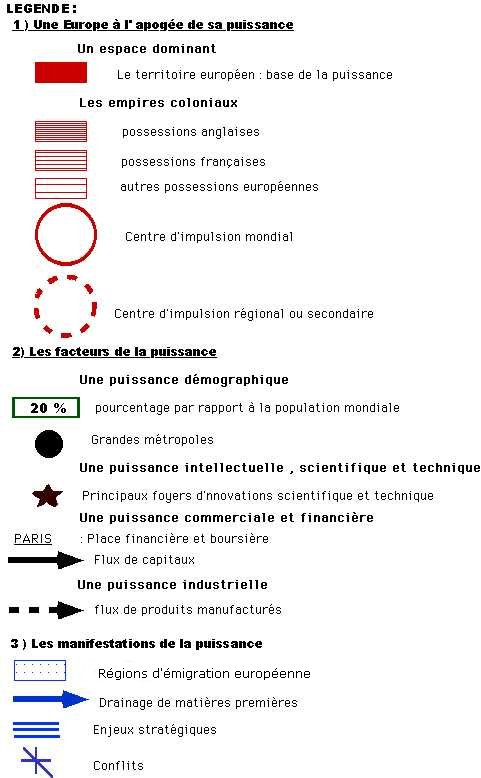 LEGENDE :
1 ) Une Europe à l' apogée de sa puissance
Un espace dominant
Le territoire européen : base de la puissance
Les empires coloniaux
possessions anglaises
possessions françaises
autres possessions européennes
Centre d'impulsion mondial
Centre d'impulsion régional ou secondaire
2) Les facteurs de la puissance
Une puissance démographique
20 % pourcentage par rapport à la population mondiale
Grandes métropoles
Une puissance intellectuelle , scientifique et technique
Principaux foyers d'nnovations scientifique et technique
Une puissance commerciale et financière
PARIS : Place financière et boursière
Flux de capitaux
Une puissance industrielle
flux de produits manufacturés
3 ) Les manifestations de la puissance
Régions d'émigration européenne
Drainage de matières premières
Enjeux stratégiques
Conflits